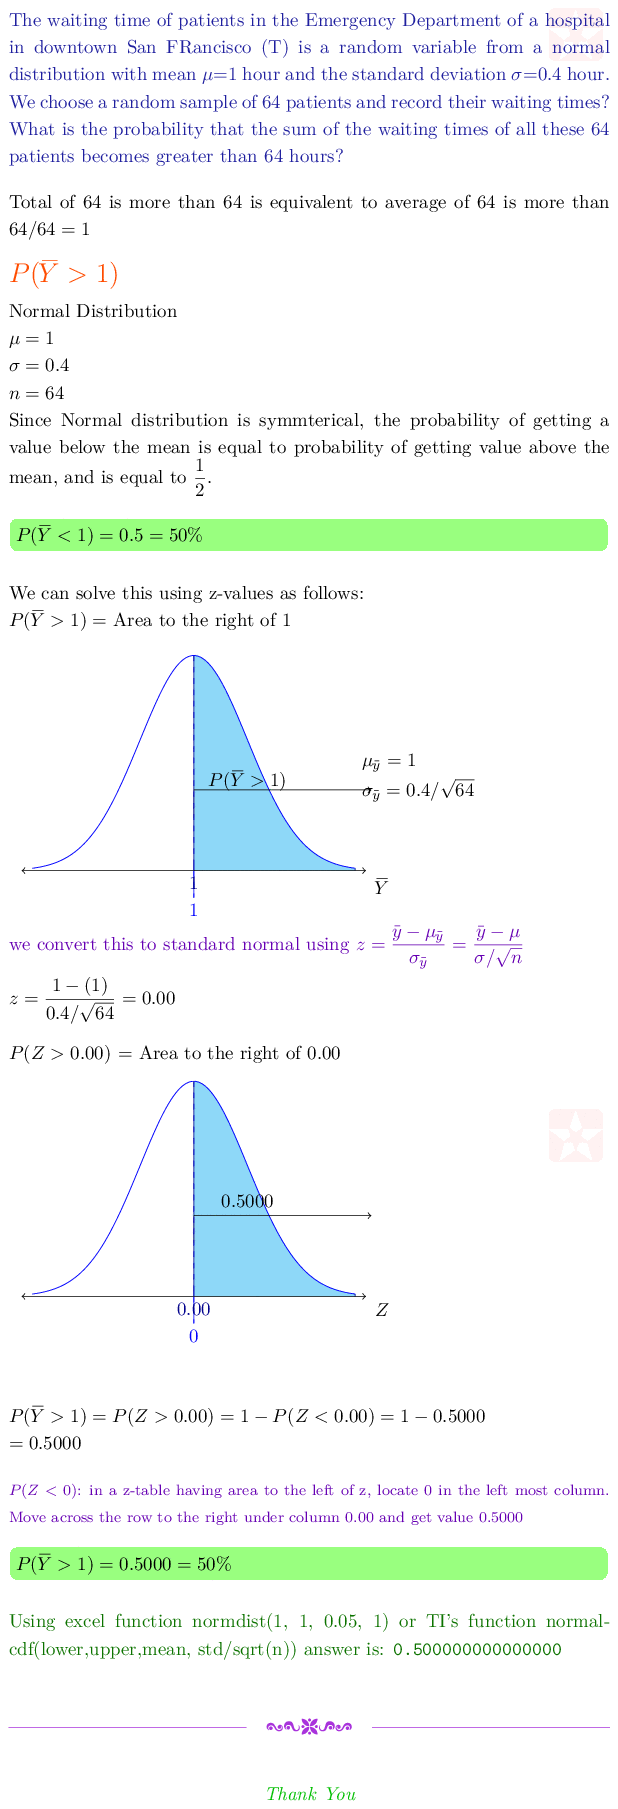 The waiting time of patients in the Emergency Department of a hospital
in downtown San FRancisco (T) is a random variable from a normal
distribution with mean μ=1 hour and the standard deviation σ=0.4 hour.
We choose a random sample of 64 patients and record their waiting times?
What is the probability that the sum of the waiting times of all these 64
patients becomes greater than 64 hours?
Total of 64 is more than 64 is equivalent to average of 64 is more than
64/64 = 1
P(Y̅ > 1)
Normal Distribution
μ = 1
σ = 0.4
n = 64
Since Normal distribution is symmterical, the probability of getting a
value below the mean is equal to probability of getting value above the
mean, and is equal to 1/2.
P(Y̅ < 1) = 0.5 = 50%
We can solve this using z-values as follows:
P(Y̅ > 1) = Area to the right of 1
μ_ȳ = 1
P(Y̅ > 1)
σ_ȳ = 0.4/√64
1
Y̅
1
we convert this to standard normal using z = (ȳ − μ_ȳ)/σ_ȳ = (ȳ − μ)/(σ/√n)
z = (1 − (1))/(0.4/√64) = 0.00
P(Z > 0.00) = Area to the right of 0.00
0.5000
0.00
Z
0
P(Y̅ > 1) = P(Z > 0.00) = 1 − P(Z < 0.00) = 1 − 0.5000
= 0.5000
P(Z < 0): in a z-table having area to the left of z, locate 0 in the left most column.
Move across the row to the right under column 0.00 and get value 0.5000
P(Y̅ > 1) = 0.5000 = 50%
Using excel function normdist(1, 1, 0.05, 1) or TI's function normal-
cdf(lower,upper,mean, std/sqrt(n)) answer is: 0.500000000000000
Thank You